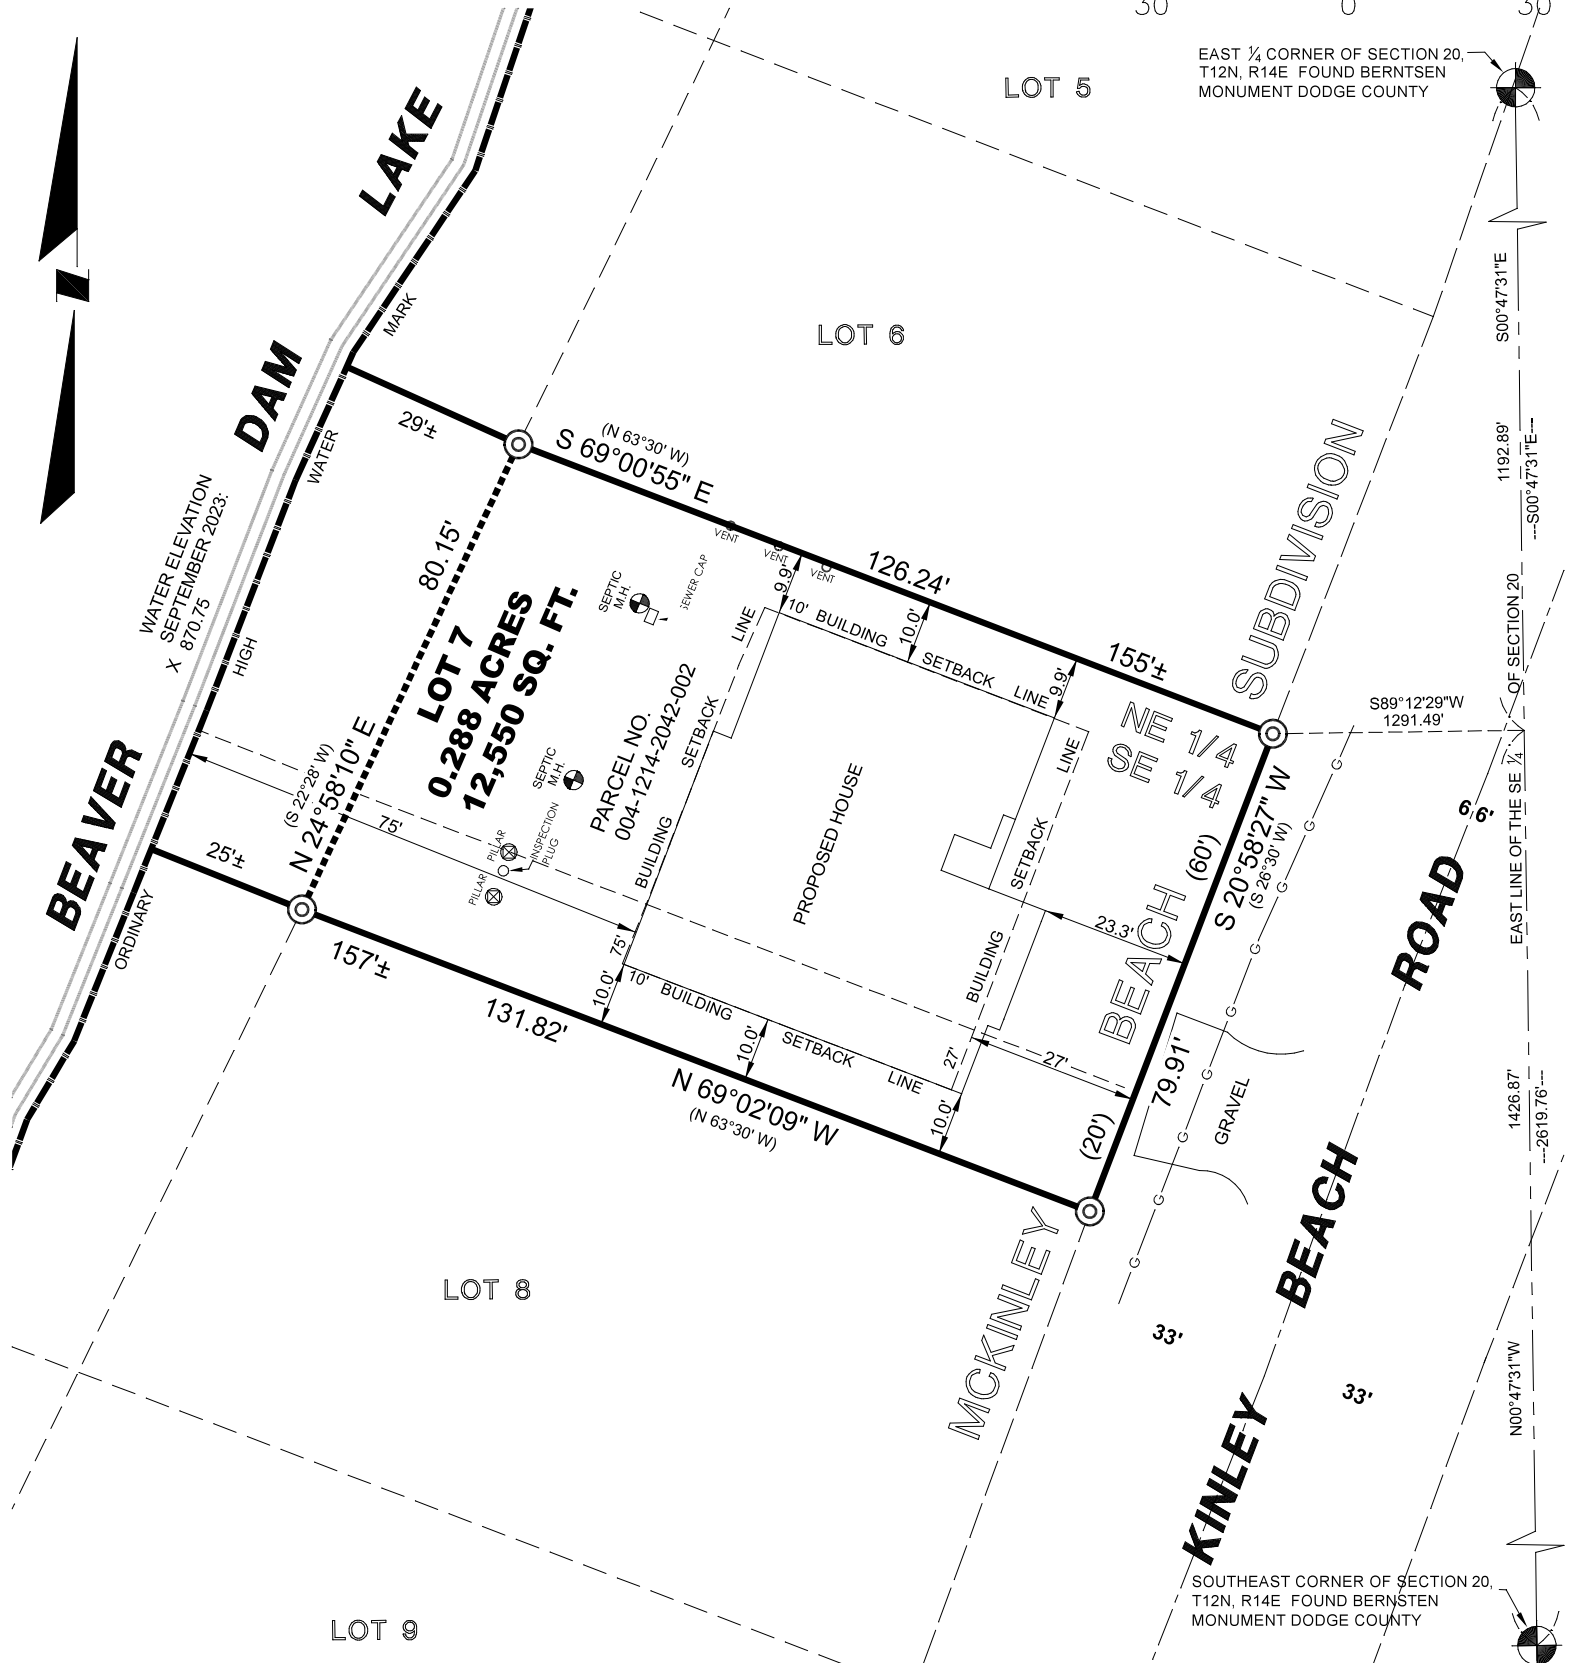 30 0 30
EAST ¼ CORNER OF SECTION 20,
T12N, R14E FOUND BERNTSEN
MONUMENT DODGE COUNTY
LOT 5
LOT 6
BEAVER DAM LAKE
N
ORDINARY HIGH WATER MARK
WATER ELEVATION
SEPTEMBER 2023:
X 870.75
29'±
(N 63°30' W)
S 69°00'55" E
126.24'
155'±
80.15'
N 24°58'10" E
(S 22°28' W)
LOT 7
0.288 ACRES
12,550 SQ. FT.
PARCEL NO.
004-1214-2042-002
VENT
VENT
VENT
SEPTIC
M.H.
SEWER CAP
SEPTIC
M.H.
PILLAR
INSPECTION
PLUG
PILLAR
9.9'
10' BUILDING SETBACK LINE
10.0'
9.9'
BUILDING SETBACK LINE
PROPOSED HOUSE
BUILDING SETBACK LINE
NE 1/4
SE 1/4
75'
75'
25'±
157'±
131.82'
10.0'
10' BUILDING SETBACK LINE
10.0'
10.0'
27'
27'
23.3'
N 69°02'09" W
(N 63°30' W)
(60')
S 20°58'27" W
(S 26°30' W)
79.91'
(20')
GRAVEL
G
G
G
G
G
G
G
G
G
MCKINLEY BEACH SUBDIVISION
S89°12'29"W
1291.49'
66'
33'
33'
KINLEY BEACH ROAD
S00°47'31"E
1192.89'
---S00°47'31"E---
EAST LINE OF THE SE ¼ OF SECTION 20
1426.87'
---2619.76'---
N00°47'31"W
LOT 8
LOT 9
SOUTHEAST CORNER OF SECTION 20,
T12N, R14E FOUND BERNSTEN
MONUMENT DODGE COUNTY